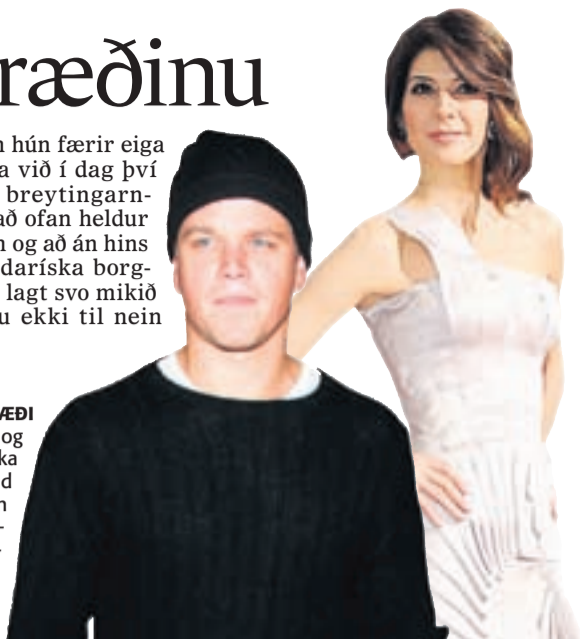 ræðinu
n hún færir eiga
a við í dag því
breytingarn-
að ofan heldur
n og að án hins
daríska borg-
lagt svo mikið
u ekki til nein
ÆÐI
og
ka
d
n
-